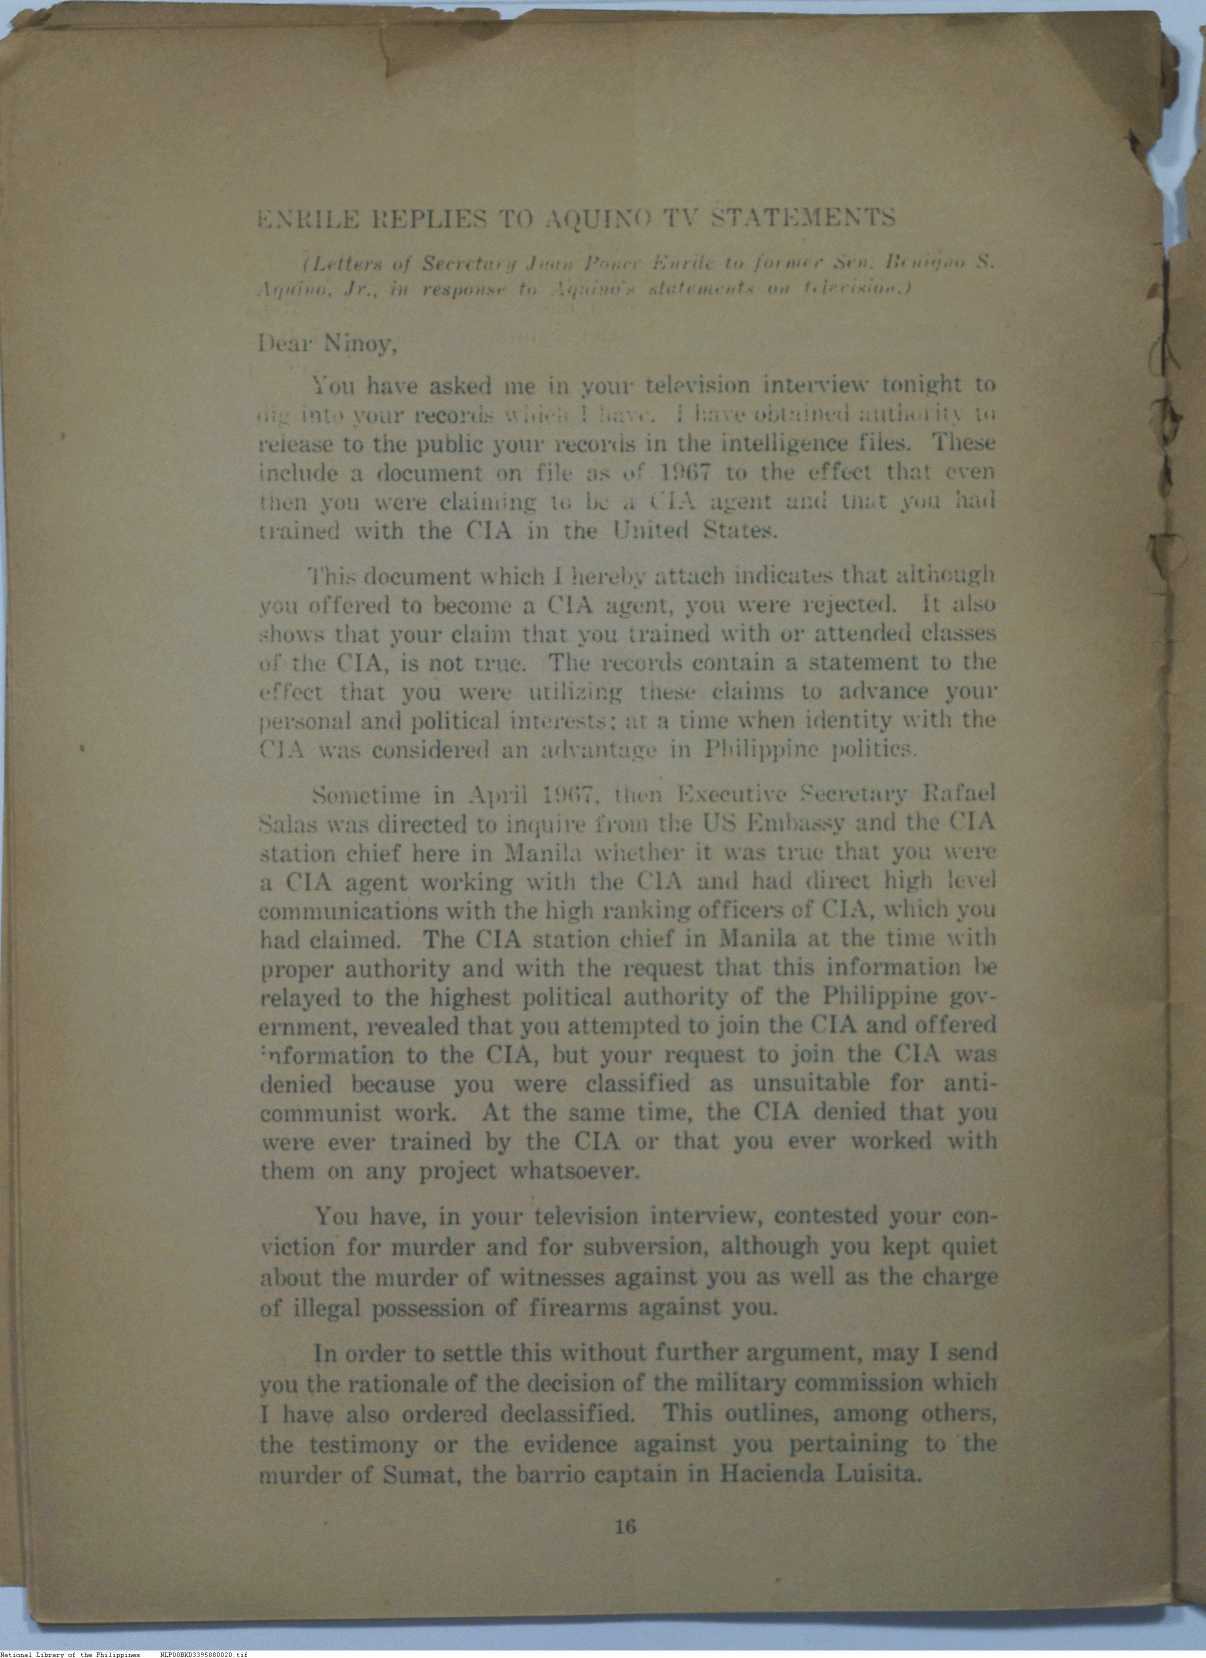 ENRILE REPLIES TO AQUINO TV STATEMENTS
(Letters of Secretary Juan Ponce Enrile to former Sen. Benigno S.
Aquino, Jr., in response to Aquino's statements on television.)
Dear Ninoy,
You have asked me in your television interview tonight to
dig into your records which I have. I have obtained authority to
release to the public your records in the intelligence files. These
include a document on file as of 1967 to the effect that even
then you were claiming to be a CIA agent and that you had
trained with the CIA in the United States.
This document which I hereby attach indicates that although
you offered to become a CIA agent, you were rejected. It also
shows that your claim that you trained with or attended classes
of the CIA, is not true. The records contain a statement to the
effect that you were utilizing these claims to advance your
personal and political interests; at a time when identity with the
CIA was considered an advantage in Philippine politics.
Sometime in April 1967, then Executive Secretary Rafael
Salas was directed to inquire from the US Embassy and the CIA
station chief here in Manila whether it was true that you were
a CIA agent working with the CIA and had direct high level
communications with the high ranking officers of CIA, which you
had claimed. The CIA station chief in Manila at the time with
proper authority and with the request that this information be
relayed to the highest political authority of the Philippine gov-
ernment, revealed that you attempted to join the CIA and offered
information to the CIA, but your request to join the CIA was
denied because you were classified as unsuitable for anti-
communist work. At the same time, the CIA denied that you
were ever trained by the CIA or that you ever worked with
them on any project whatsoever.
You have, in your television interview, contested your con-
viction for murder and for subversion, although you kept quiet
about the murder of witnesses against you as well as the charge
of illegal possession of firearms against you.
In order to settle this without further argument, may I send
you the rationale of the decision of the military commission which
I have also ordered declassified. This outlines, among others,
the testimony or the evidence against you pertaining to the
murder of Sumat, the barrio captain in Hacienda Luisita.
16
National Library of the Philippines NLP00BKD3395880020.tif